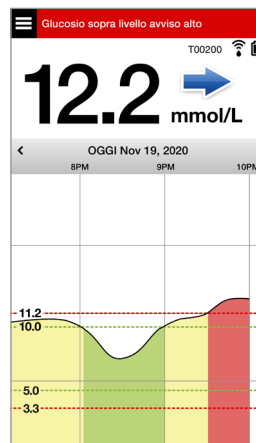 Glucosio sopra livello avviso alto
T00200
12.2 mmol/L
< OGGI Nov 19, 2020
8PM 9PM 10PM
11.2
10.0
5.0
3.3